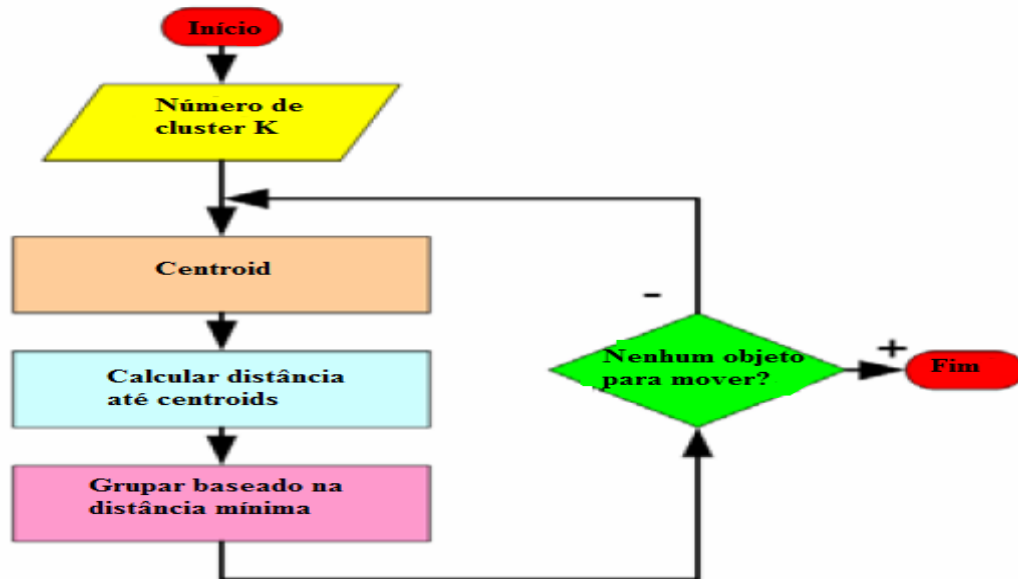 Início
Número de
cluster K
Centroid
Calcular distância
até centroids
Grupar baseado na
distância mínima
-
Nenhum objeto
para mover?
+
Fim